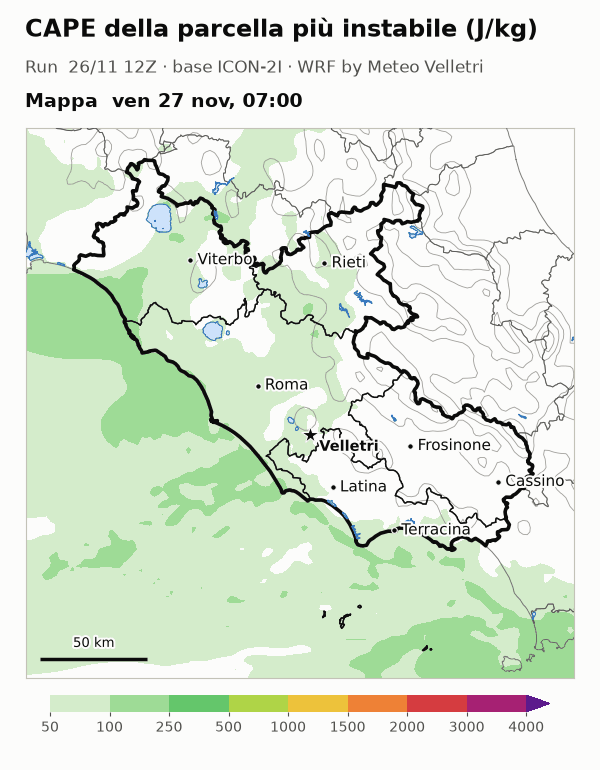 CAPE della parcella più instabile (J/kg)
Run  26/11 12Z · base ICON-2I · WRF by Meteo Velletri
Mappa  ven 27 nov, 07:00
Viterbo
Rieti
Roma
Velletri
Frosinone
Cassino
Latina
Terracina
50 km
50 100 250 500 1000 1500 2000 3000 4000